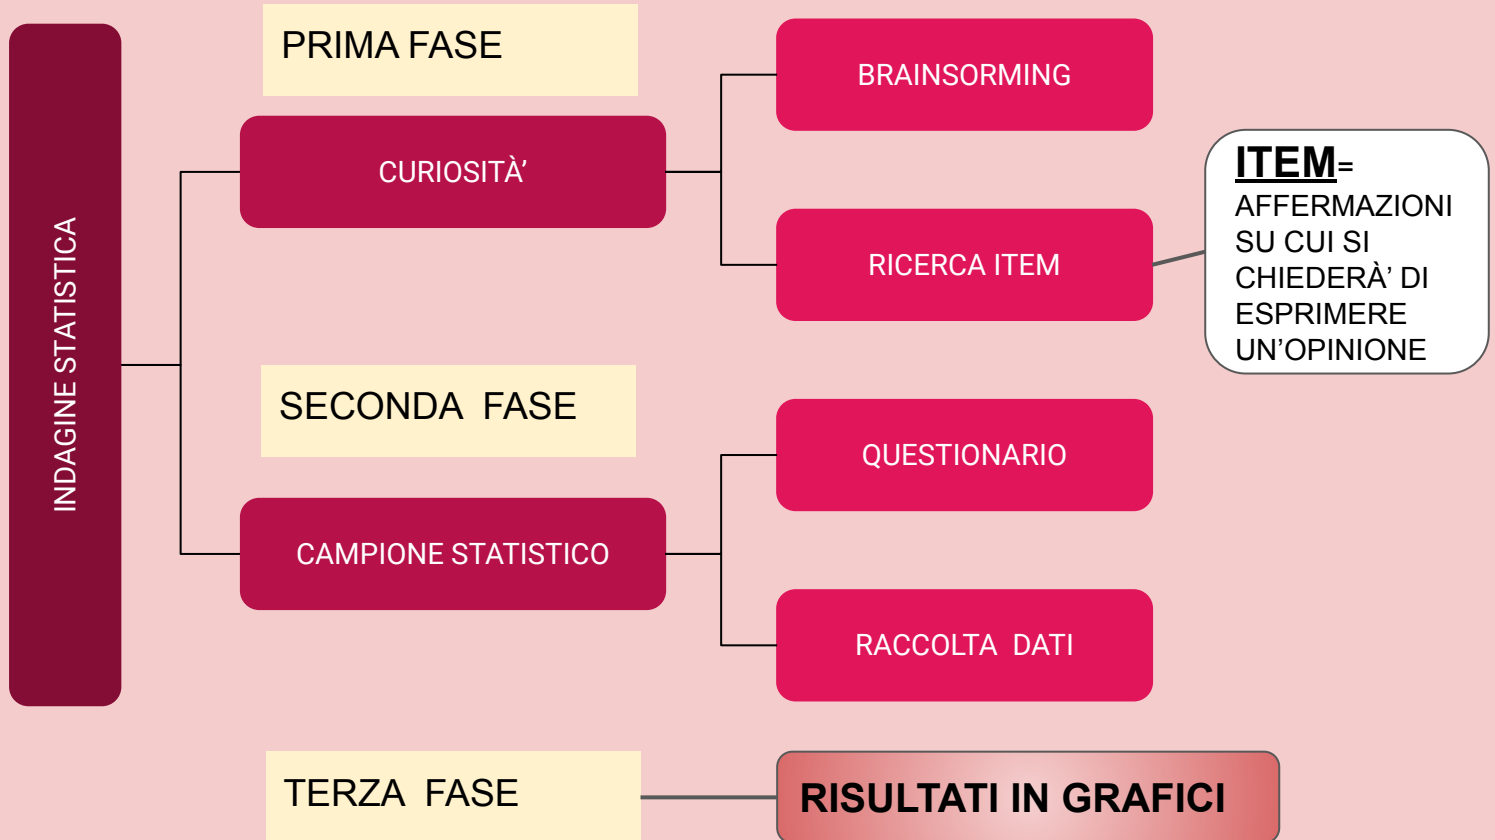 INDAGINE STATISTICA
PRIMA FASE
CURIOSITÀ’
BRAINSORMING
RICERCA ITEM
ITEM=
AFFERMAZIONI
SU CUI SI
CHIEDERÀ’ DI
ESPRIMERE
UN’OPINIONE
SECONDA  FASE
CAMPIONE STATISTICO
QUESTIONARIO
RACCOLTA  DATI
TERZA  FASE
RISULTATI IN GRAFICI